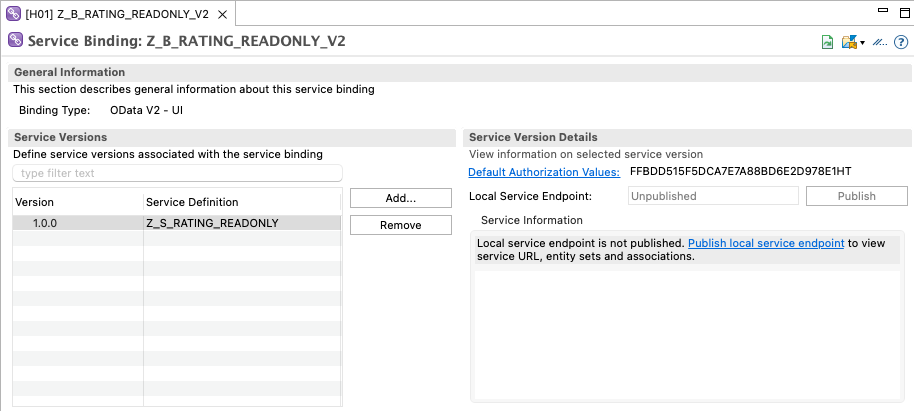 [H01] Z_B_RATING_READONLY_V2
Service Binding: Z_B_RATING_READONLY_V2
General Information
This section describes general information about this service binding
Binding Type: OData V2 - UI
Service Versions
Define service versions associated with the service binding
type filter text
Version Service Definition
1.0.0 Z_S_RATING_READONLY
Add...
Remove
Service Version Details
View information on selected service version
Default Authorization Values: FFBDD515F5DCA7E7A88BD6E2D978E1HT
Local Service Endpoint: Unpublished Publish
Service Information
Local service endpoint is not published. Publish local service endpoint to view
service URL, entity sets and associations.